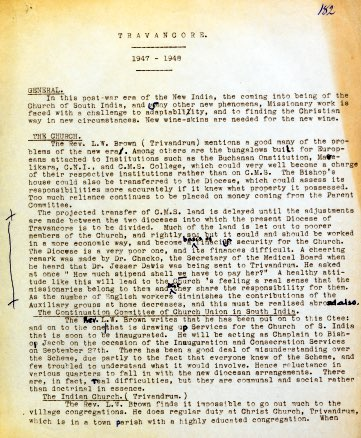 182
TRAVANCORE.
1947 - 1948
GENERAL.
In this post-war era of the New India, the coming into being of the
Church of South India, and many other new phenomena, Missionary work is
faced with a challenge to adaptability, and to finding the Christian
way in new circumstances. New wine-skins are needed for the new wine.
THE CHURCH.
The Rev. L.W. Brown ( Trivandrum) mentions a good many of the pro-
blems of the new era. Among others are the bungalows built for Europ-
eans attached to Institutions such as the Buchanan Institution,
likara, C.N.I., and C.M.S. College, which could very well become a charge
of their respective institutions rather than on C.M.S. The Bishop's
house could also be transferred to the Diocese, which could assess its
responsibilities more accurately if it knew what property it possessed.
Too much reliance continues to be placed on money coming from the Parent
Committee.
The projected transfer of C.M.S. land is delayed until the adjustments
are made between the two dioceses into which the present Diocese of
Travancore is to be divided. Much of the land is let out to poorer
members of the Church, and rightly so; but it could and should be worked
in a more economic way, and become a financial security for the Church.
The Diocese is a very poor one, and its finance difficult. A cheering
remark was made by Dr. Chacko, the Secretary of the Medical Board when
he heard that Dr Jesser Davis was being sent to Trivandrum. He asked
at once " How much stipend shall we have to pay her?" A healthy atti-
tude like this will lead to the Church's feeling a real sense that the
missionaries belong to them and they share the responsibility for them.
As the number of English workers diminishes the contributions of
Auxiliary groups at home decreases, and this must be realised abroad also.
The Continuation Committee of Church Union in South India.
The Rev. L.W. Brown writes that he has been put on to this Cttee:
and on to the one that is drawing up Services for the Church of S. India
that is soon to be inaugurated. He will be acting as Chaplain to Bish-
op Jacob on the occasion of the Inauguration and Consecration Services
on September 27th. There has been a good deal of misunderstanding over
the Scheme, due partly to the fact that everyone knew of the Scheme, and
few troubled to understand what it would involve. Hence reluctance in
various quarters to fall in with the new diocesan arrangements. There
are, in fact, real difficulties, but they are communal and social rather
than doctrinal in essence.
The Indian Church.( Trivandrum.)
The Rev. L.W. Brown finds it impossible to go out much to the
village congregations. He does regular duty at Christ Church, Trivandrum,
which is in a town parish with a highly educated congregation. When